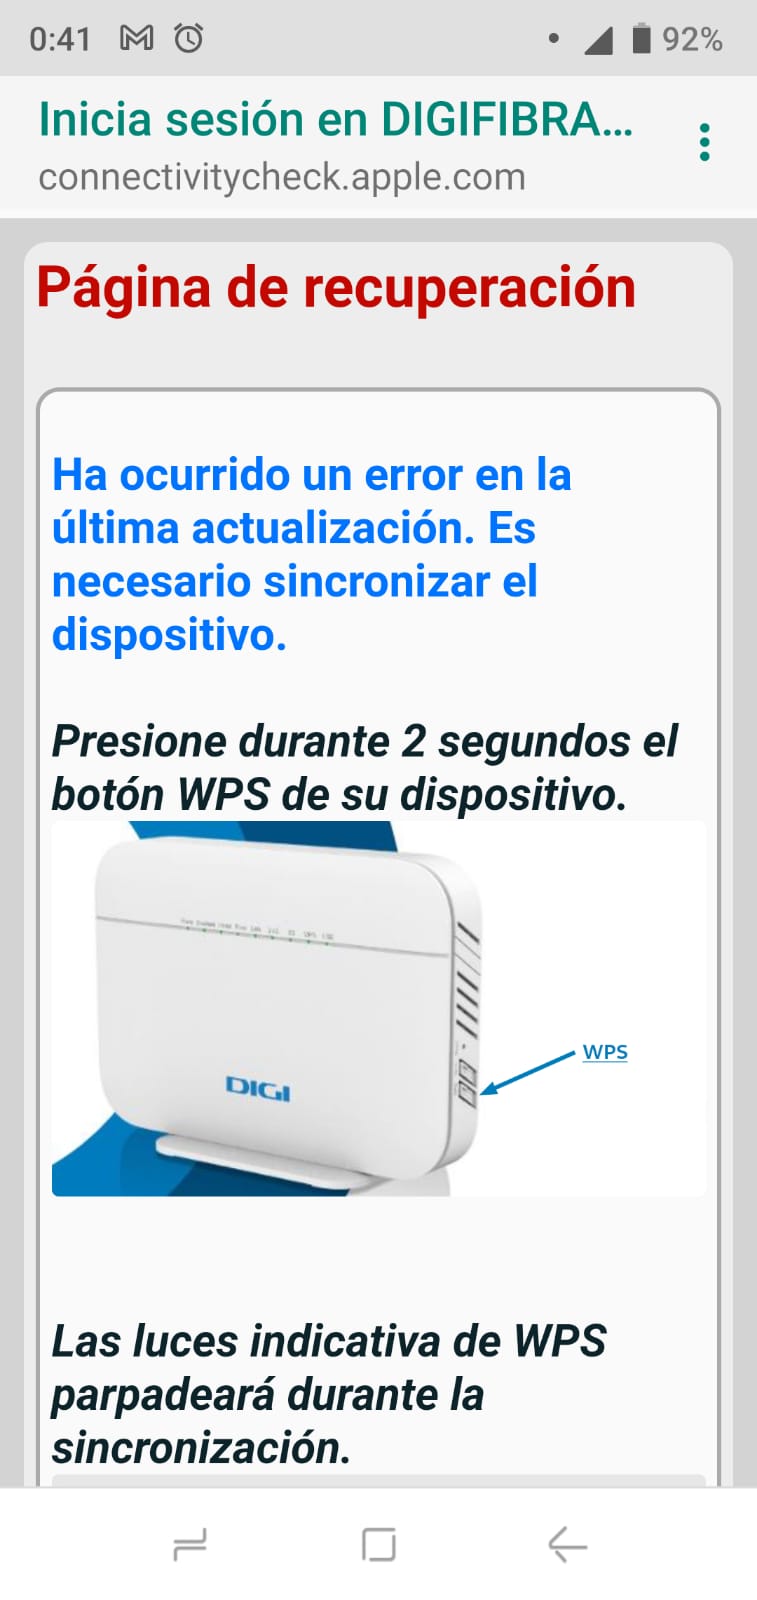 0:41
92%
Inicia sesión en DIGIFIBRA...
connectivitycheck.apple.com
Página de recuperación
Ha ocurrido un error en la
última actualización. Es
necesario sincronizar el
dispositivo.
Presione durante 2 segundos el
botón WPS de su dispositivo.
WPS
DIGI
Las luces indicativa de WPS
parpadeará durante la
sincronización.